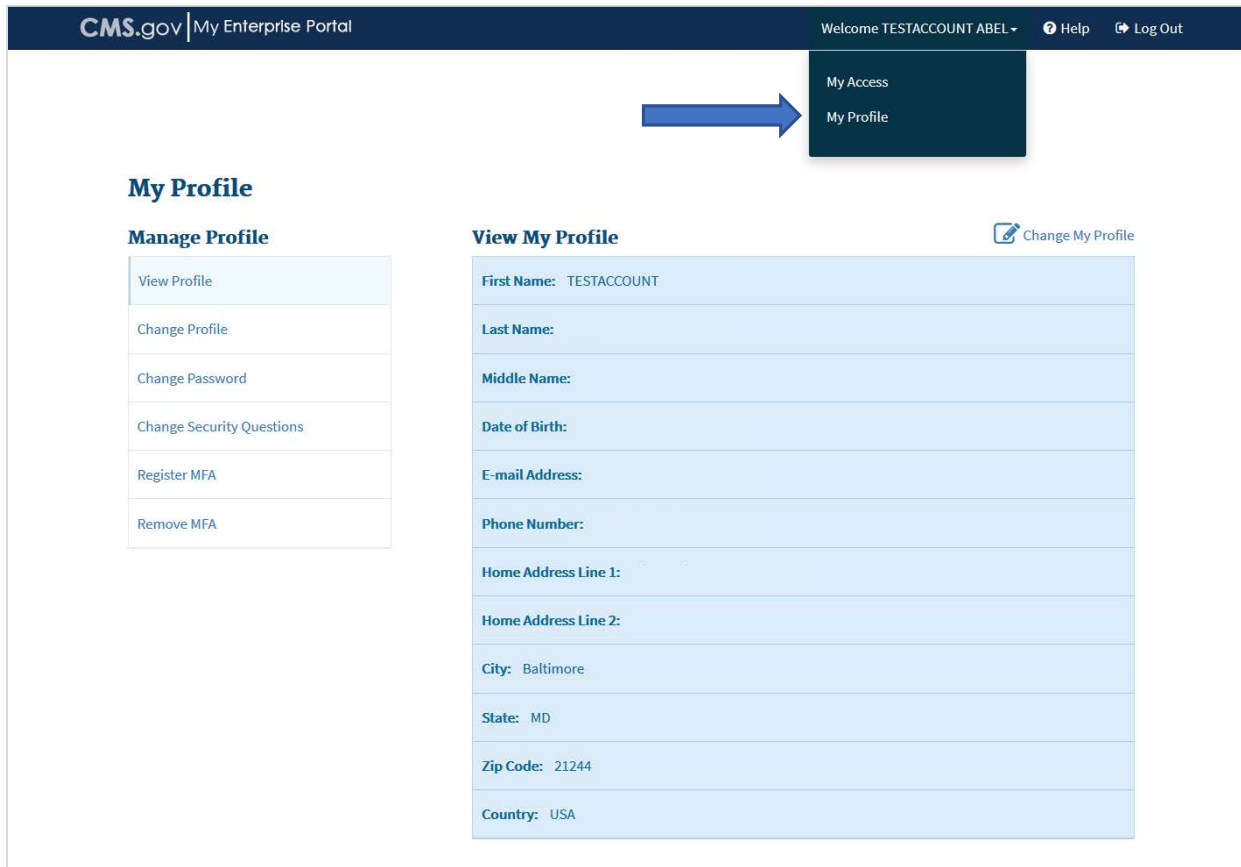 CMS.gov My Enterprise Portal
Welcome TESTACCOUNT ABEL Help Log Out
My Access
My Profile
My Profile
Manage Profile
View Profile
Change Profile
Change Password
Change Security Questions
Register MFA
Remove MFA
View My Profile
Change My Profile
First Name: TESTACCOUNT
Last Name:
Middle Name:
Date of Birth:
E-mail Address:
Phone Number:
Home Address Line 1:
Home Address Line 2:
City: Baltimore
State: MD
Zip Code: 21244
Country: USA